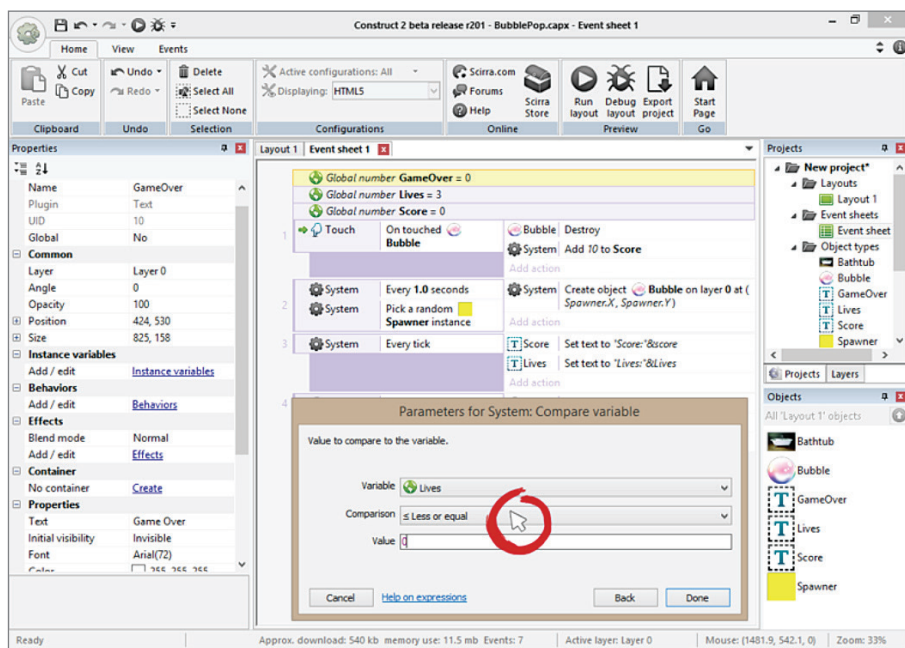 Construct 2 beta release r201 - BubblePop.capx - Event sheet 1
Home View Events
Paste
Cut
Copy
Clipboard
Undo
Redo
Undo
Delete
Select All
Select None
Selection
Active configurations: All
Displaying: HTML5
Configurations
Scirra.com
Forums
Help
Scirra Store
Online
Run layout
Debug layout
Export project
Preview
Start Page
Go
Properties
Name GameOver
Plugin Text
UID 10
Global No
Common
Layer Layer 0
Angle 0
Opacity 100
Position 424, 530
Size 825, 158
Instance variables
Add / edit Instance variables
Behaviors
Add / edit Behaviors
Effects
Blend mode Normal
Add / edit Effects
Container
No container Create
Properties
Text Game Over
Initial visibility Invisible
Font Arial(72)
Color 255, 255, 255
Layout 1 Event sheet 1
Global number GameOver = 0
Global number Lives = 3
Global number Score = 0
1 Touch On touched Bubble
Bubble Destroy
System Add 10 to Score
Add action
2 System Every 1.0 seconds
System Pick a random Spawner instance
System Create object Bubble on layer 0 at (Spawner.X, Spawner.Y)
Add action
3 System Every tick
Score Set text to "Score:"&score
Lives Set text to "Lives:"&Lives
Add action
4
Parameters for System: Compare variable
Value to compare to the variable.
Variable Lives
Comparison ≤ Less or equal
Value 0
Cancel Help on expressions Back Done
Projects
New project*
Layouts
Layout 1
Event sheets
Event sheet
Object types
Bathtub
Bubble
GameOver
Lives
Score
Spawner
Projects Layers
Objects
All 'Layout 1' objects
Bathtub
Bubble
T GameOver
T Lives
T Score
Spawner
Ready Approx. download: 540 kb memory use: 11.5 mb Events: 7 Active layer: Layer 0 Mouse: (1481.9, 542.1, 0) Zoom: 33%